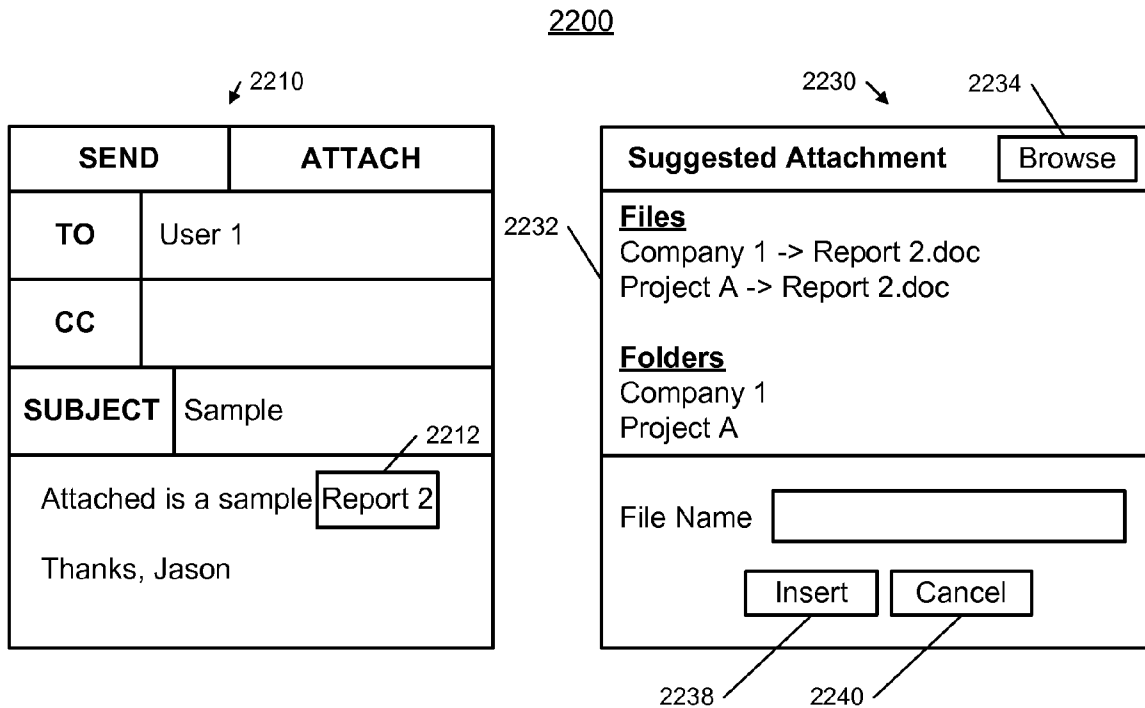 2200
2210
SEND ATTACH
TO User 1
CC
SUBJECT Sample
2212
Attached is a sample Report 2
Thanks, Jason
2230
2234
Suggested Attachment Browse
2232
Files
Company 1 -> Report 2.doc
Project A -> Report 2.doc
Folders
Company 1
Project A
File Name
Insert Cancel
2238 2240